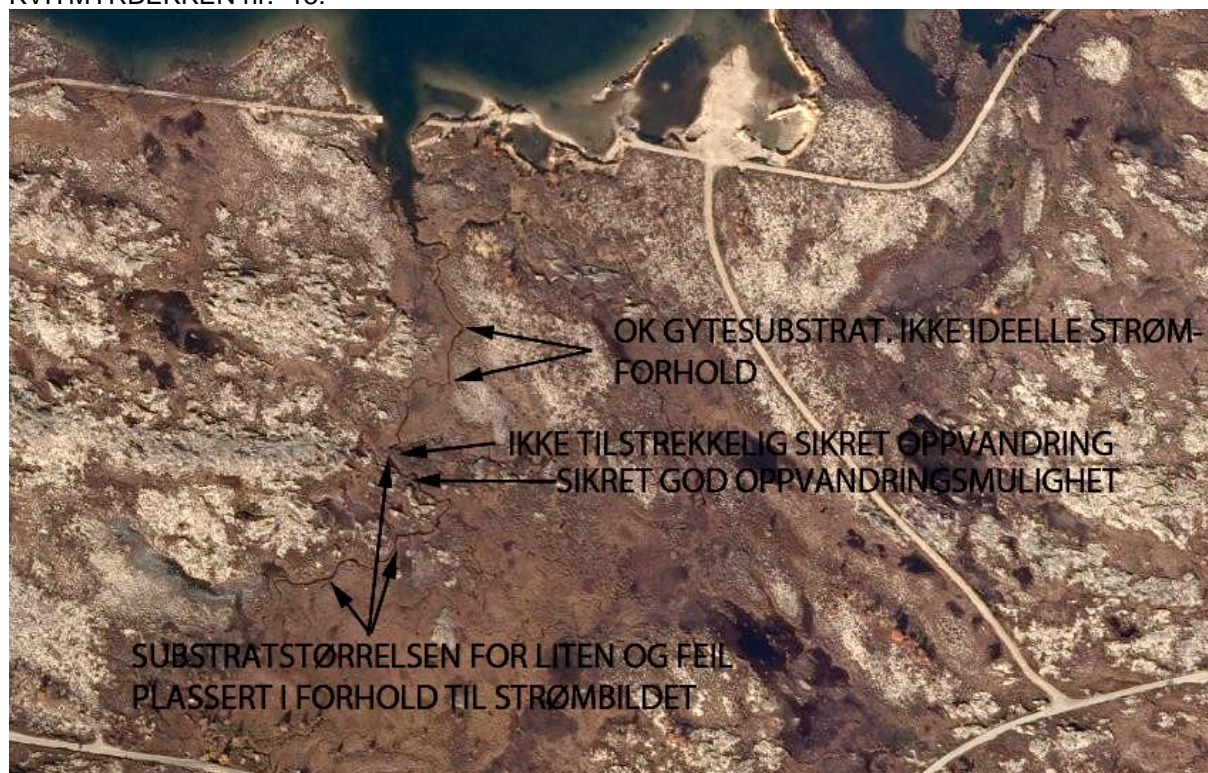 OK GYTESUBSTRAT. IKKE IDEELLE STRØM-
FORHOLD
IKKE TILSTREKKELIG SIKRET OPPVANDRING
SIKRET GOD OPPVANDRINGSMULIGHET
SUBSTRATSTØRRELSEN FOR LITEN OG FEIL
PLASSERT I FORHOLD TIL STRØMBILDET